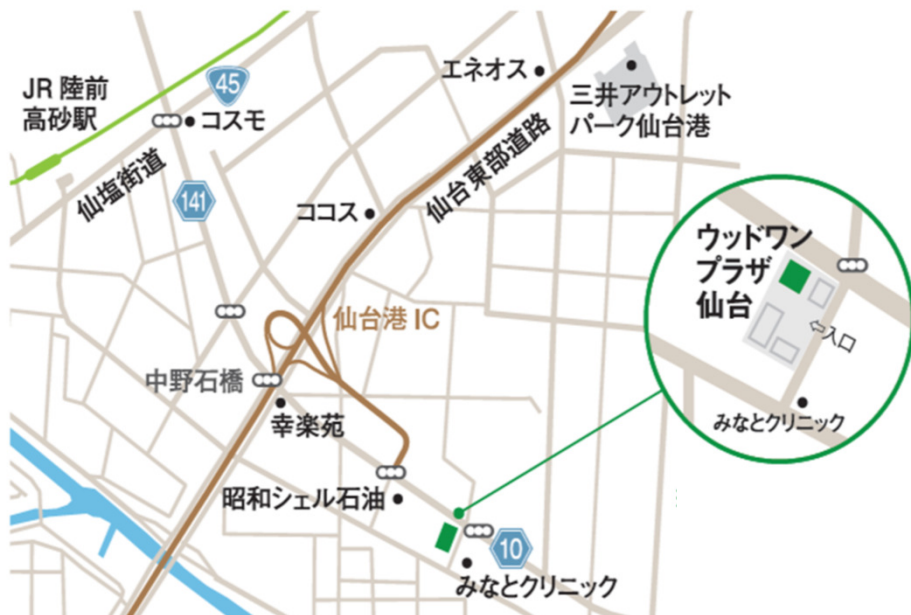 JR 陸前
高砂駅
45
コスモ
仙塩街道
141
エネオス
三井アウトレット
パーク仙台港
仙台東部道路
ココス
仙台港 IC
中野石橋
幸楽苑
昭和シェル石油
10
みなとクリニック
ウッドワン
プラザ
仙台
⇦入口
みなとクリニック